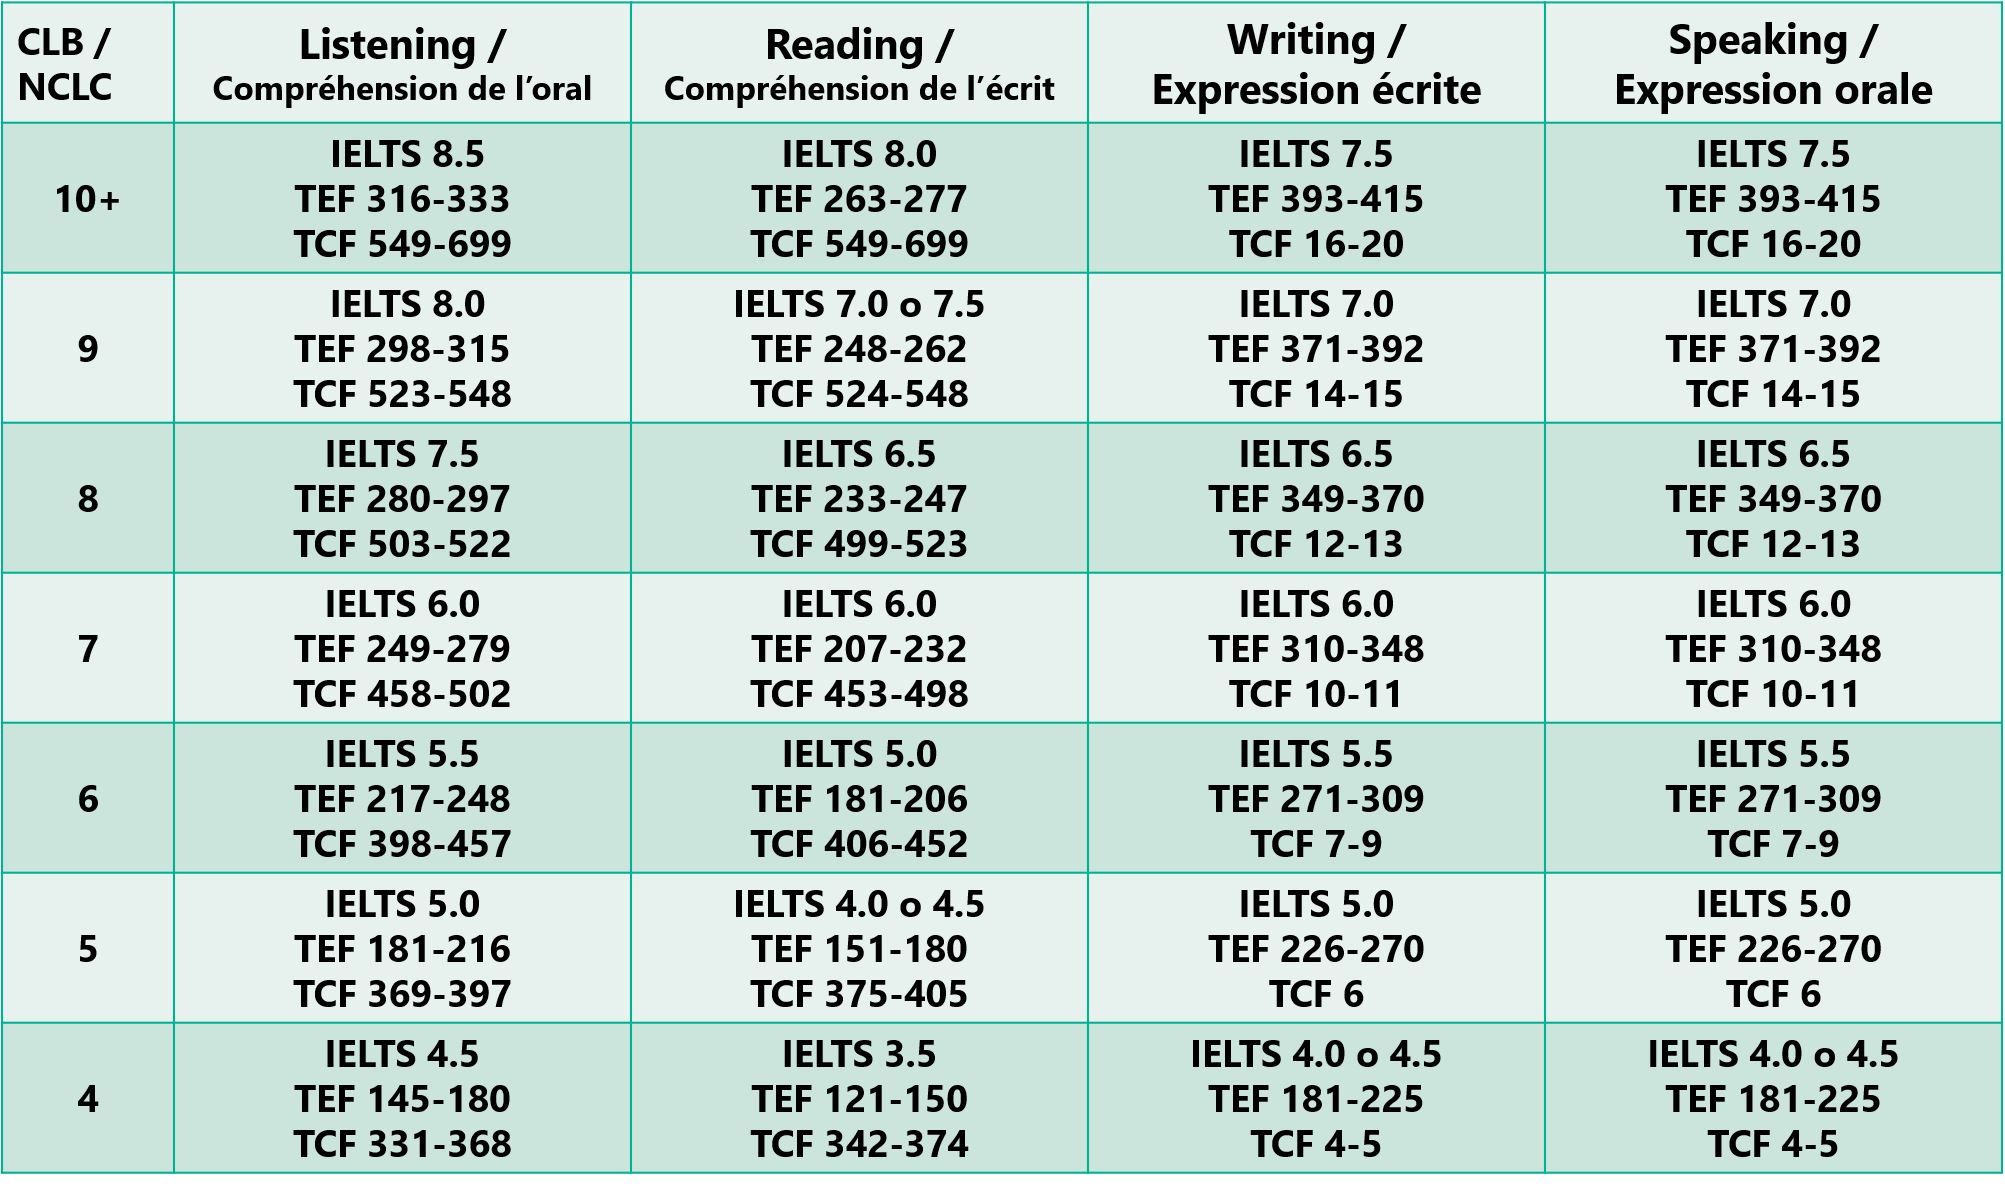 CLB /
NCLC
Listening /
Compréhension de l’oral
Reading /
Compréhension de l’écrit
Writing /
Expression écrite
Speaking /
Expression orale
10+
IELTS 8.5
TEF 316-333
TCF 549-699
IELTS 8.0
TEF 263-277
TCF 549-699
IELTS 7.5
TEF 393-415
TCF 16-20
IELTS 7.5
TEF 393-415
TCF 16-20
9
IELTS 8.0
TEF 298-315
TCF 523-548
IELTS 7.0 o 7.5
TEF 248-262
TCF 524-548
IELTS 7.0
TEF 371-392
TCF 14-15
IELTS 7.0
TEF 371-392
TCF 14-15
8
IELTS 7.5
TEF 280-297
TCF 503-522
IELTS 6.5
TEF 233-247
TCF 499-523
IELTS 6.5
TEF 349-370
TCF 12-13
IELTS 6.5
TEF 349-370
TCF 12-13
7
IELTS 6.0
TEF 249-279
TCF 458-502
IELTS 6.0
TEF 207-232
TCF 453-498
IELTS 6.0
TEF 310-348
TCF 10-11
IELTS 6.0
TEF 310-348
TCF 10-11
6
IELTS 5.5
TEF 217-248
TCF 398-457
IELTS 5.0
TEF 181-206
TCF 406-452
IELTS 5.5
TEF 271-309
TCF 7-9
IELTS 5.5
TEF 271-309
TCF 7-9
5
IELTS 5.0
TEF 181-216
TCF 369-397
IELTS 4.0 o 4.5
TEF 151-180
TCF 375-405
IELTS 5.0
TEF 226-270
TCF 6
IELTS 5.0
TEF 226-270
TCF 6
4
IELTS 4.5
TEF 145-180
TCF 331-368
IELTS 3.5
TEF 121-150
TCF 342-374
IELTS 4.0 o 4.5
TEF 181-225
TCF 4-5
IELTS 4.0 o 4.5
TEF 181-225
TCF 4-5